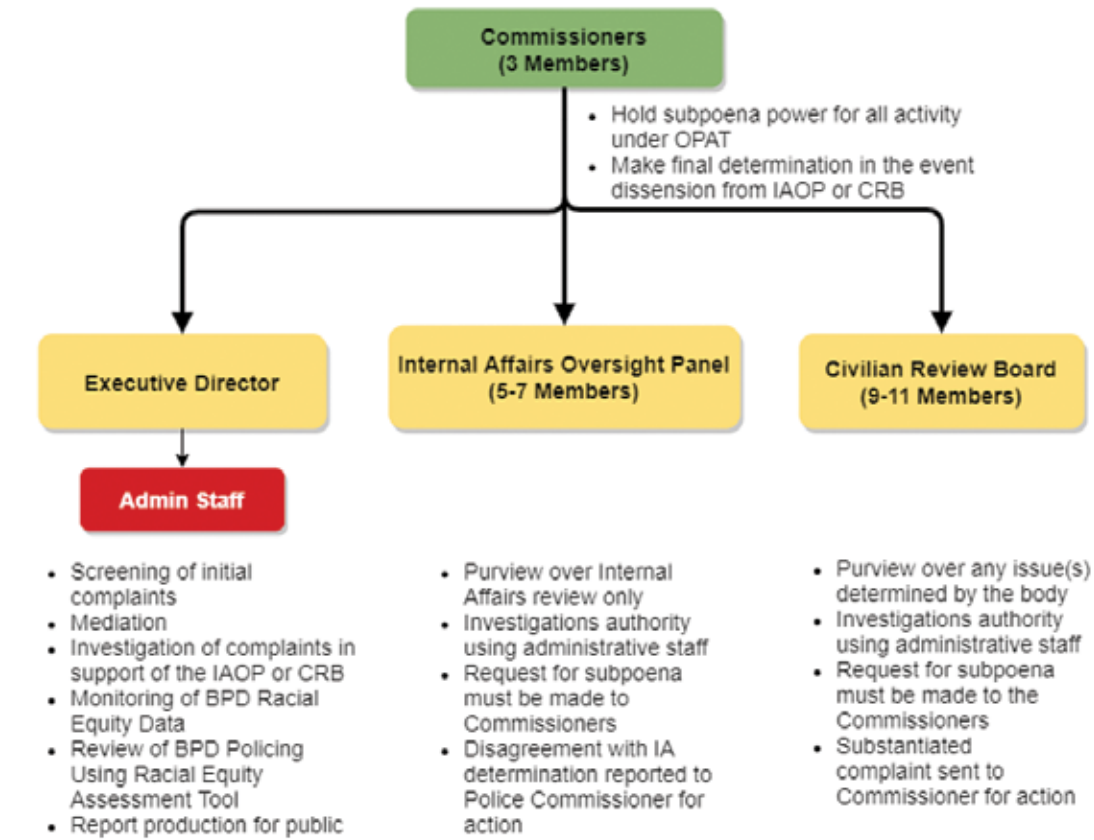 Commissioners
(3 Members)
• Hold subpoena power for all activity
under OPAT
• Make final determination in the event
dissension from IAOP or CRB
Executive Director
Internal Affairs Oversight Panel
(5-7 Members)
Civilian Review Board
(9-11 Members)
Admin Staff
• Screening of initial
complaints
• Mediation
• Investigation of complaints in
support of the IAOP or CRB
• Monitoring of BPD Racial
Equity Data
• Review of BPD Policing
Using Racial Equity
Assessment Tool
• Report production for public
• Purview over Internal
Affairs review only
• Investigations authority
using administrative staff
• Request for subpoena
must be made to
Commissioners
• Disagreement with IA
determination reported to
Police Commissioner for
action
• Purview over any issue(s)
determined by the body
• Investigations authority
using administrative staff
• Request for subpoena
must be made to the
Commissioners
• Substantiated
complaint sent to
Commissioner for action